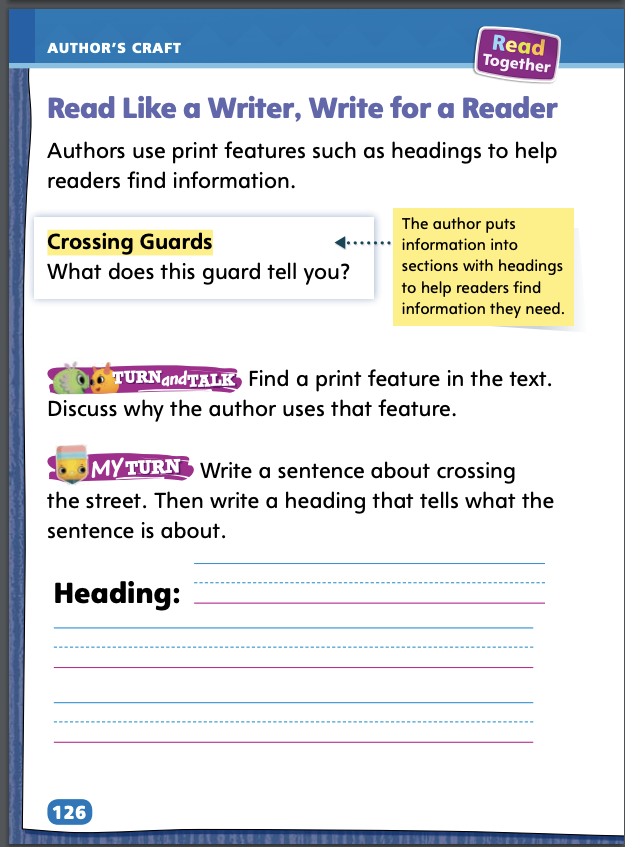 AUTHOR'S CRAFT
Read
Together
Read Like a Writer, Write for a Reader
Authors use print features such as headings to help
readers find information.
Crossing Guards
What does this guard tell you?
The author puts
information into
sections with headings
to help readers find
information they need.
TURN and TALK Find a print feature in the text.
Discuss why the author uses that feature.
MY TURN Write a sentence about crossing
the street. Then write a heading that tells what the
sentence is about.
Heading:
126